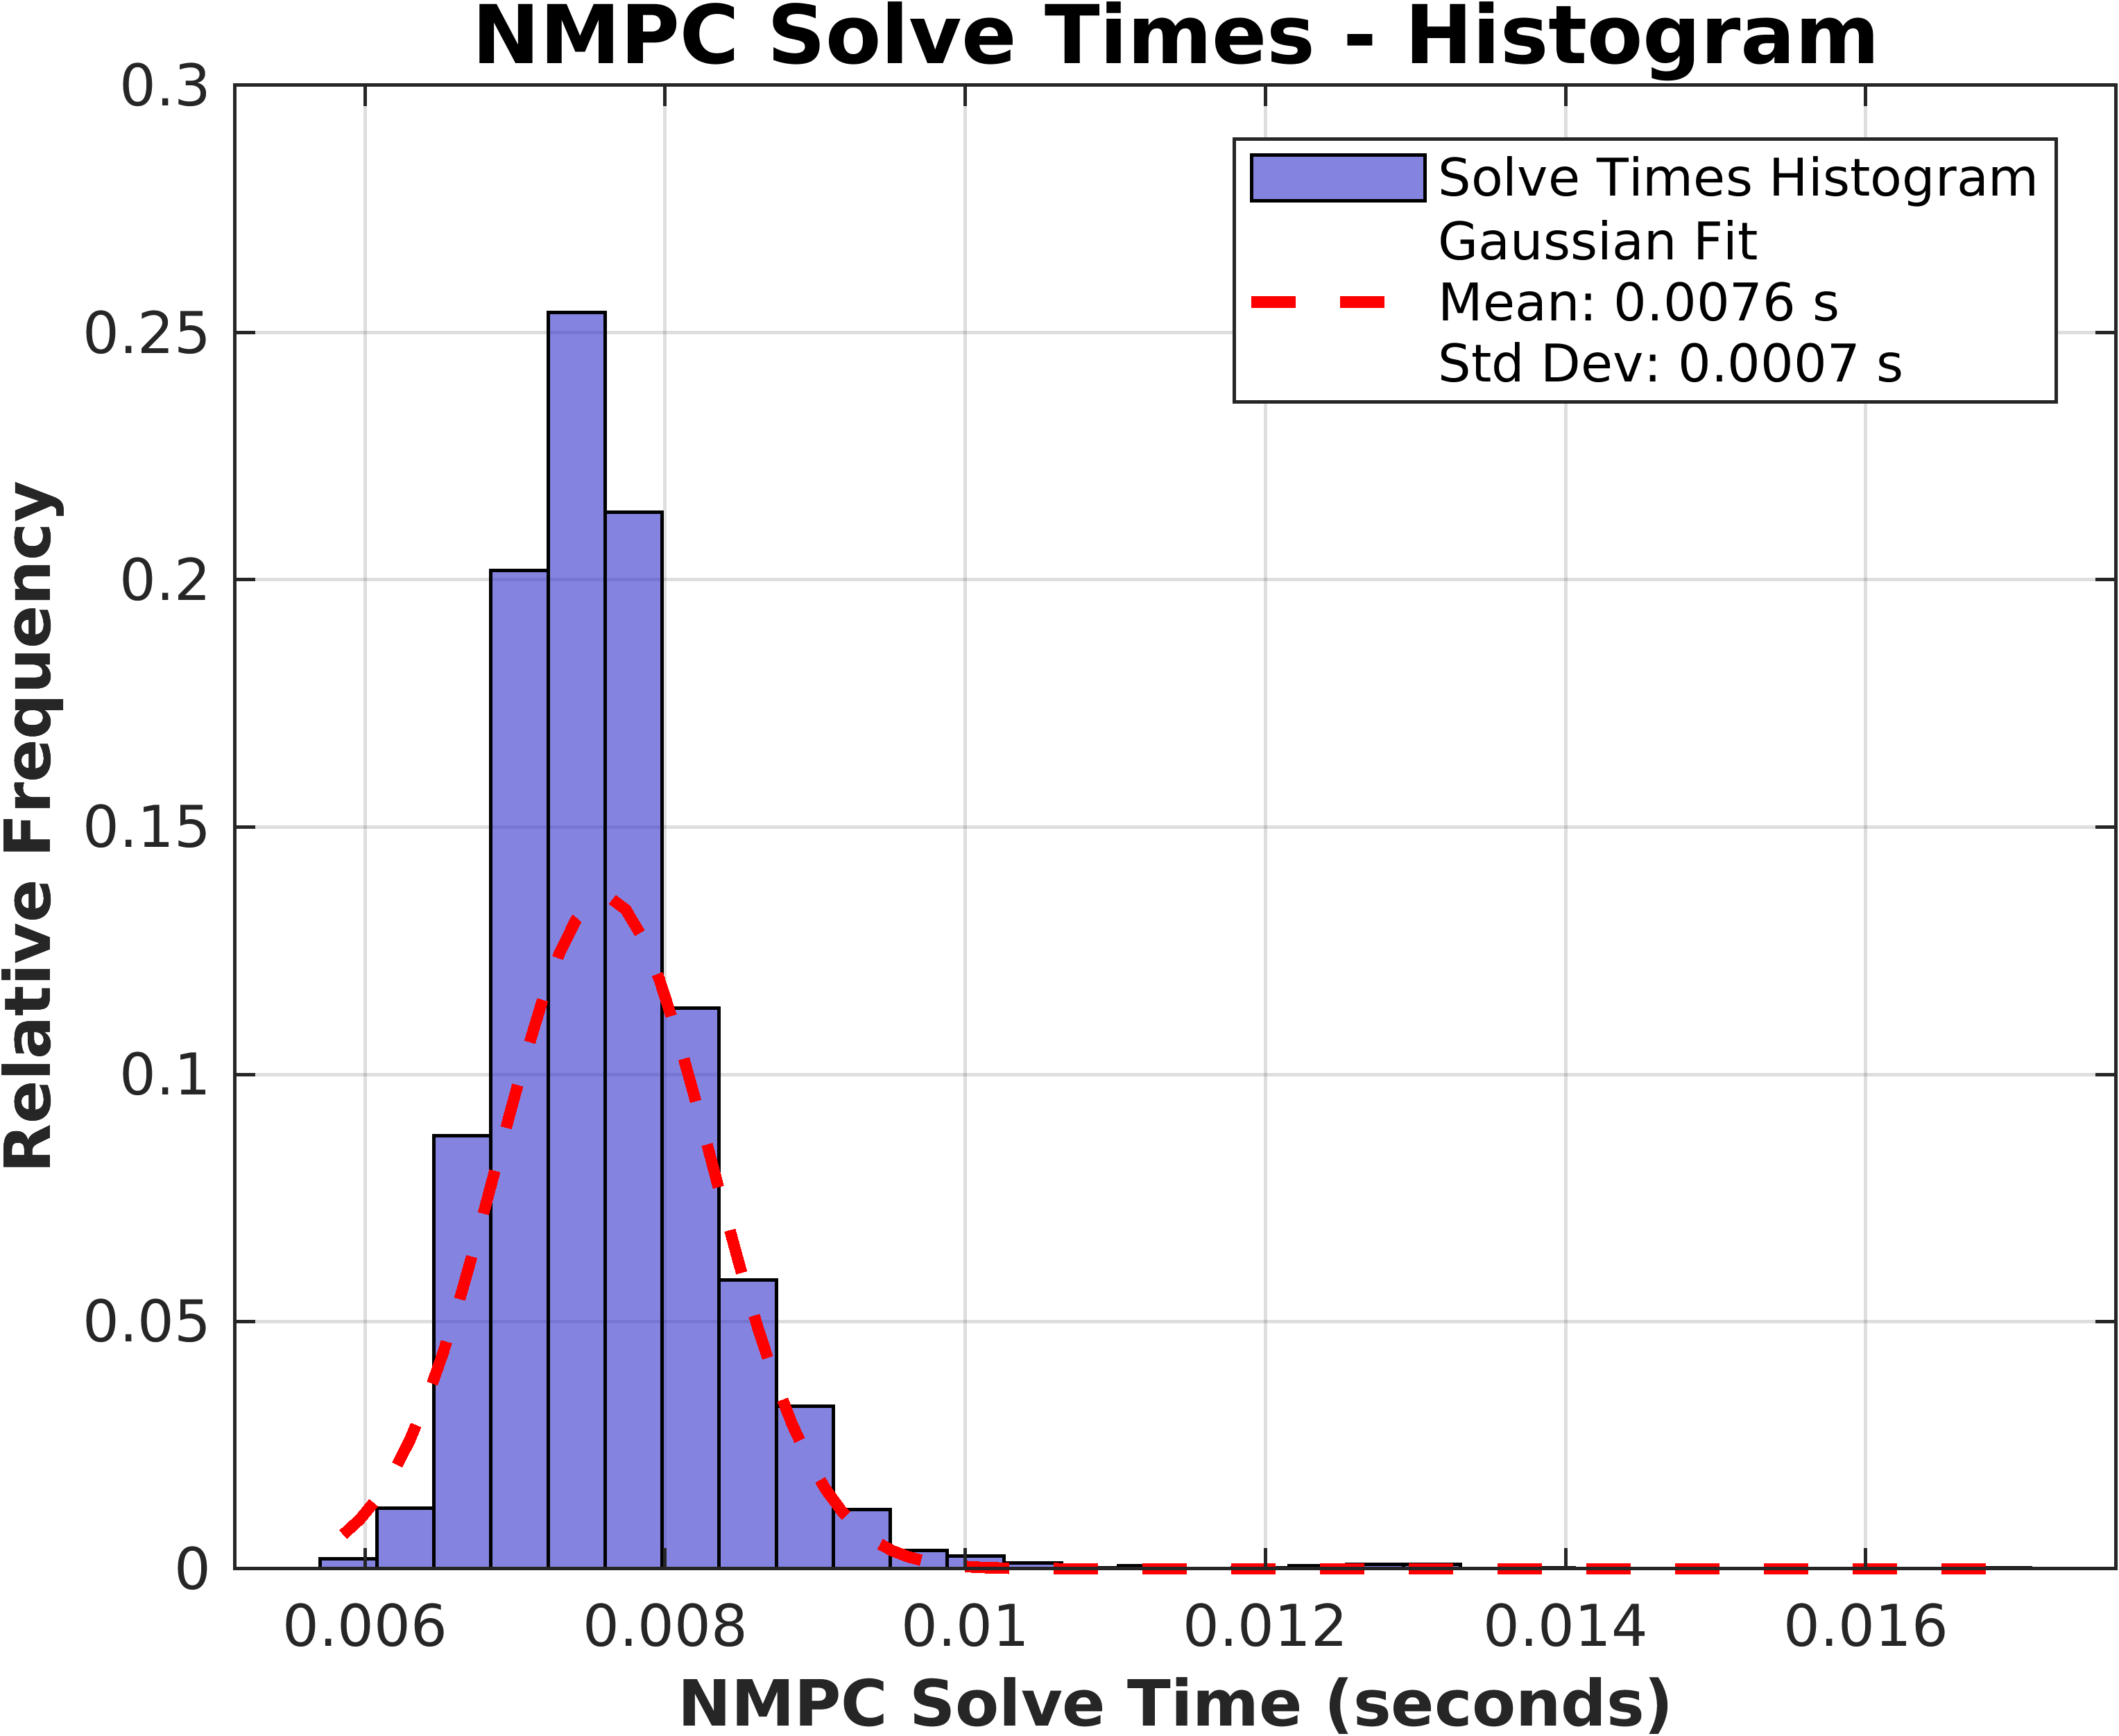 NMPC Solve Times - Histogram
0.3
0.25
0.2
0.15
0.1
0.05
0
Relative Frequency
Solve Times Histogram
Gaussian Fit
Mean: 0.0076 s
Std Dev: 0.0007 s
0.006 0.008 0.01 0.012 0.014 0.016
NMPC Solve Time (seconds)